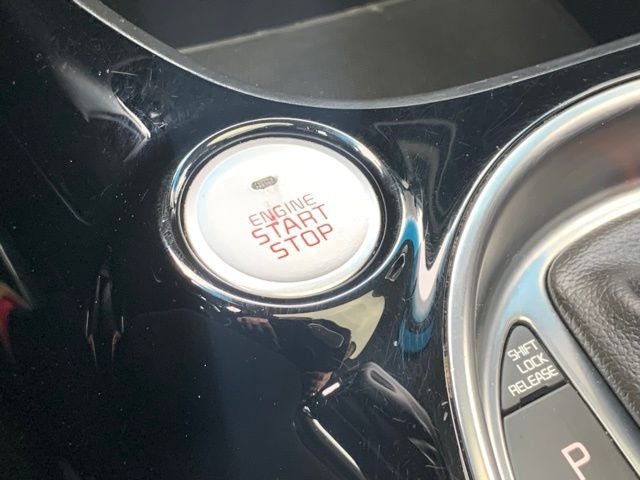 ENGINE
START
STOP
SHIFT
LOCK
RELEASE
P